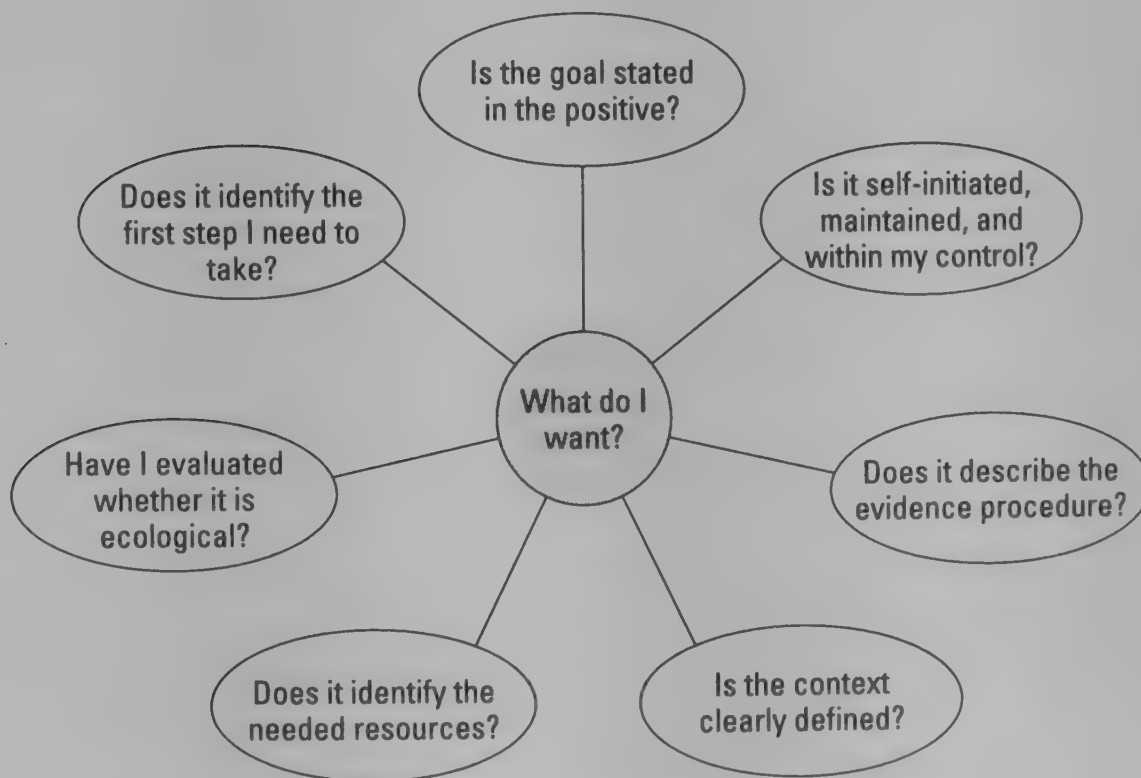 Is the goal stated
in the positive?
Is it self-initiated,
maintained, and
within my control?
Does it describe the
evidence procedure?
Is the context
clearly defined?
Does it identify the
needed resources?
Have I evaluated
whether it is
ecological?
Does it identify the
first step I need to
take?
What do I
want?